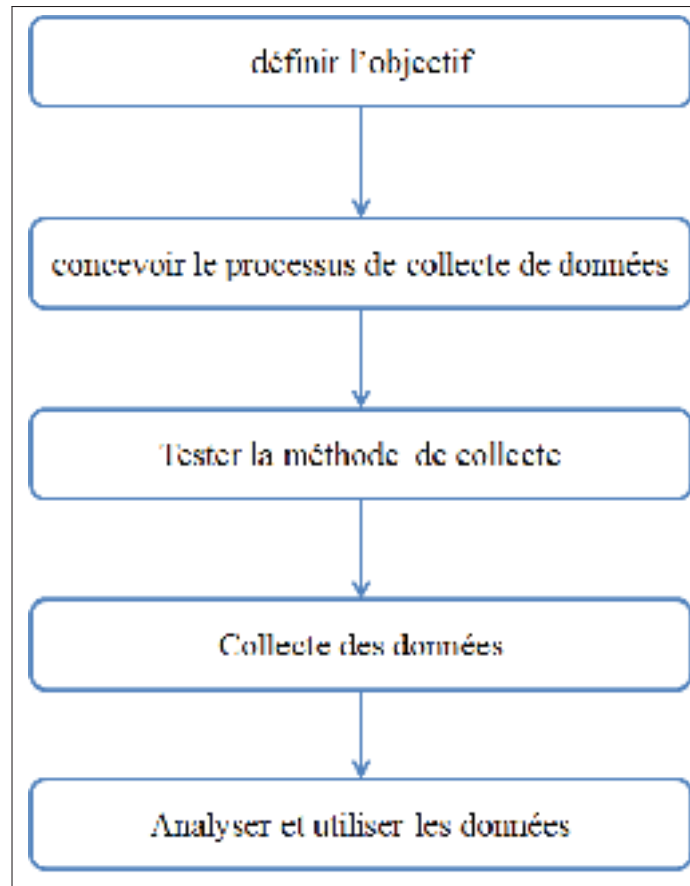 définir l'objectif
concevoir le processus de collecte de données
Tester la méthode de collecte
Collecte des données
Analyser et utiliser les données